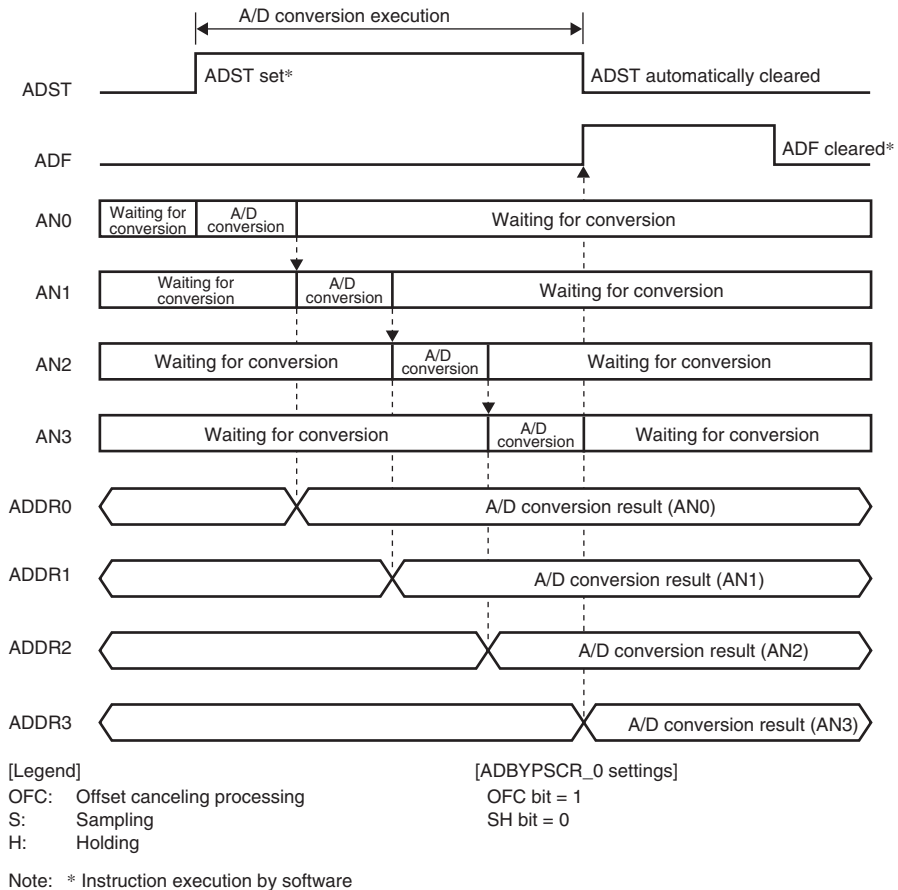 A/D conversion execution
ADST ADST set* ADST automatically cleared
ADF ADF cleared*
AN0 Waiting for conversion A/D conversion Waiting for conversion
AN1 Waiting for conversion A/D conversion Waiting for conversion
AN2 Waiting for conversion A/D conversion Waiting for conversion
AN3 Waiting for conversion A/D conversion Waiting for conversion
ADDR0 A/D conversion result (AN0)
ADDR1 A/D conversion result (AN1)
ADDR2 A/D conversion result (AN2)
ADDR3 A/D conversion result (AN3)
[Legend]
OFC: Offset canceling processing
S: Sampling
H: Holding
[ADBYPSCR_0 settings]
OFC bit = 1
SH bit = 0
Note: * Instruction execution by software